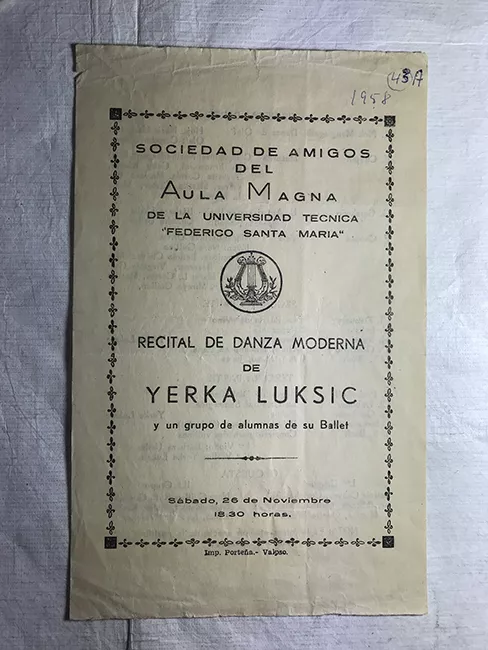 1958
SOCIEDAD DE AMIGOS
DEL
AULA MAGNA
DE LA UNIVERSIDAD TECNICA
"FEDERICO SANTA MARIA"
RECITAL DE DANZA MODERNA
DE
YERKA LUKSIC
y un grupo de alumnas de su Ballet
Sábado, 26 de Noviembre
18.30 horas.
Imp. Porteña.- Valpso.